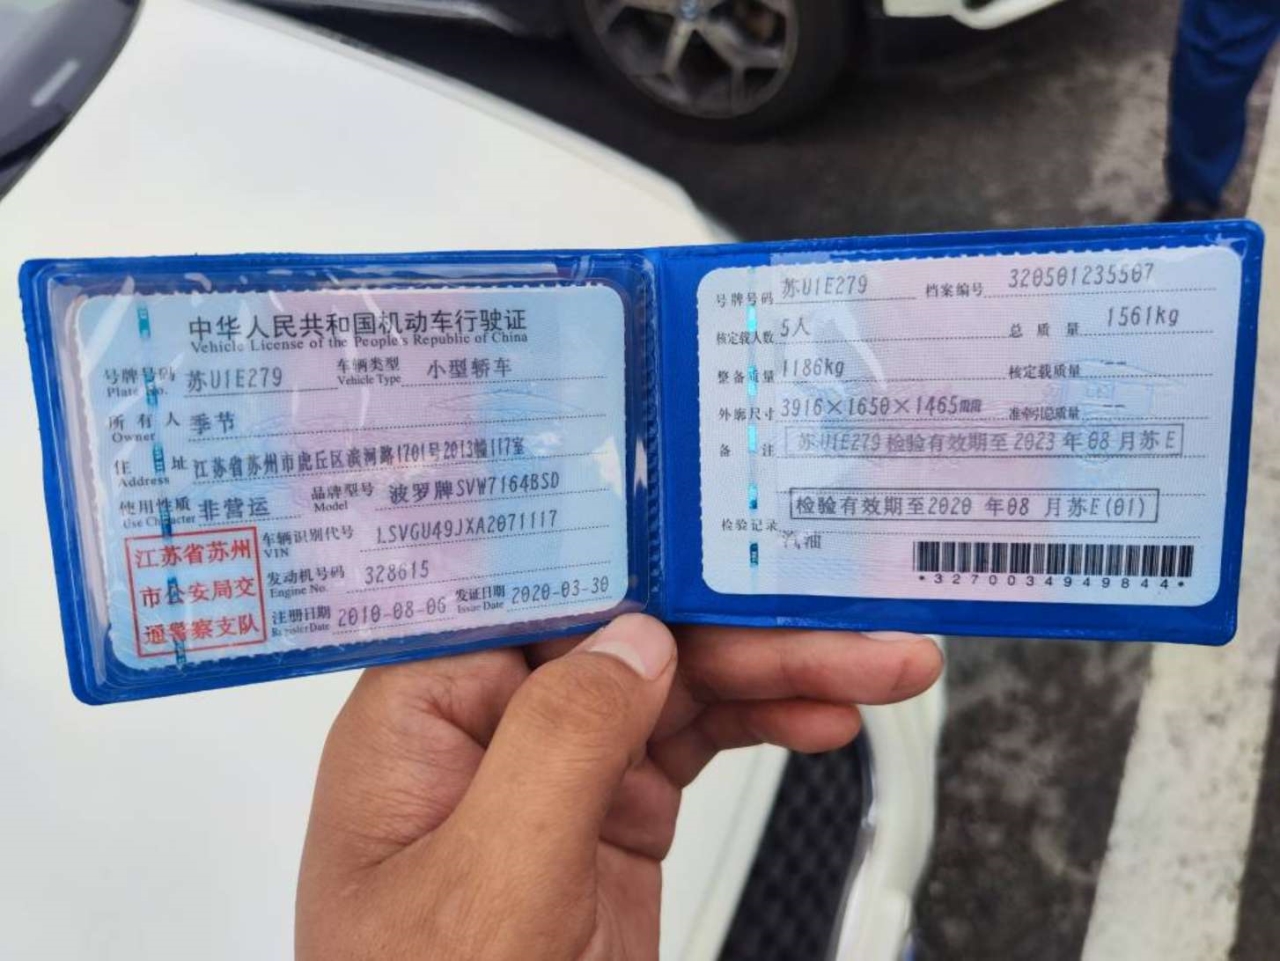 中华人民共和国机动车行驶证
Vehicle License of the People's Republic of China
号牌号码 苏U1E279 车辆类型 小型轿车
Plate No. Vehicle Type
所有人 季节
Owner
住址 江苏省苏州市虎丘区滨河路1701号2013幢117室
Address
使用性质 非营运 品牌型号 波罗牌SVW7164BSD
Use Character Model
江苏省苏州
市公安局交
通警察支队
车辆识别代号 LSVGU49JXA2071117
VIN
发动机号码 328615
Engine No.
注册日期 2010-08-06 发证日期 2020-03-30
Register Date Issue Date
号牌号码 苏U1E279 档案编号 320501235507
核定载人数 5人 总质量 1561kg
整备质量 1186kg 核定载质量 --
外廓尺寸 3916×1650×1465mm 准牵引总质量 --
备注 苏U1E279 检验有效期至2023年08月苏E
检验有效期至2020年08月苏E(01)
检验记录
汽油
*3270034949844*